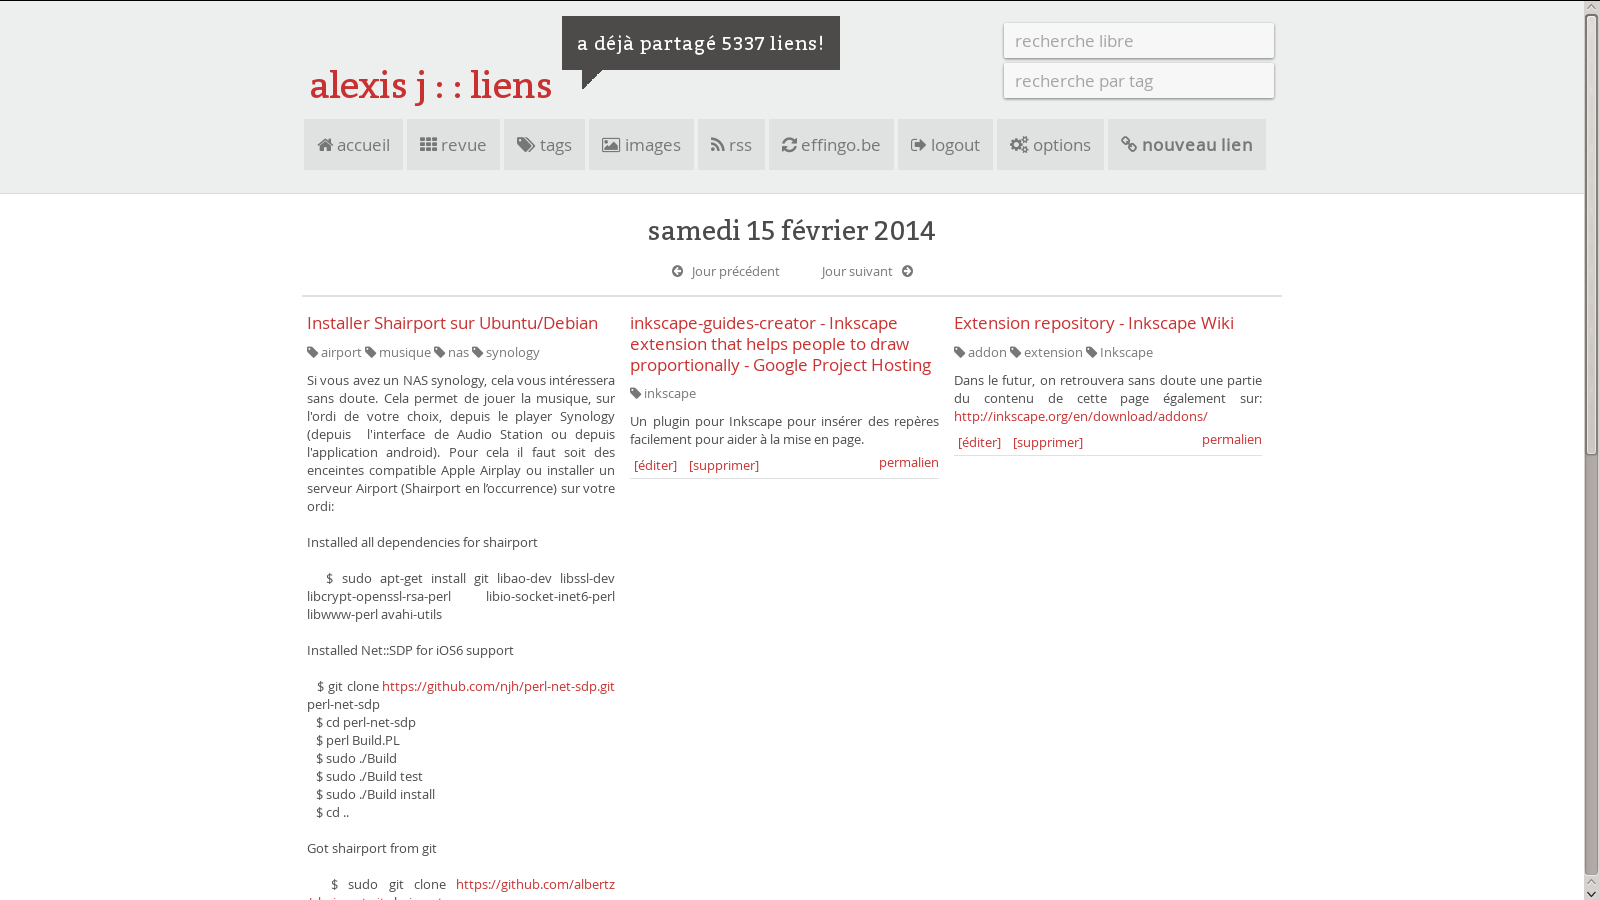 a déjà partagé 5337 liens!
alexis j : : liens
recherche libre
recherche par tag
accueil
revue
tags
images
rss
effingo.be
logout
options
nouveau lien
samedi 15 février 2014
Jour précédent
Jour suivant
Installer Shairport sur Ubuntu/Debian
airport musique nas synology
Si vous avez un NAS synology, cela vous intéressera
sans doute. Cela permet de jouer la musique, sur
l'ordi de votre choix, depuis le player Synology
(depuis l'interface de Audio Station ou depuis
l'application android). Pour cela il faut soit des
enceintes compatible Apple Airplay ou installer un
serveur Airport (Shairport en l’occurrence) sur votre
ordi:
Installed all dependencies for shairport
$ sudo apt-get install git libao-dev libssl-dev
libcrypt-openssl-rsa-perl libio-socket-inet6-perl
libwww-perl avahi-utils
Installed Net::SDP for iOS6 support
$ git clone https://github.com/njh/perl-net-sdp.git
perl-net-sdp
$ cd perl-net-sdp
$ perl Build.PL
$ sudo ./Build
$ sudo ./Build test
$ sudo ./Build install
$ cd ..
Got shairport from git
$ sudo git clone https://github.com/albertz
inkscape-guides-creator - Inkscape
extension that helps people to draw
proportionally - Google Project Hosting
inkscape
Un plugin pour Inkscape pour insérer des repères
facilement pour aider à la mise en page.
[éditer] [supprimer] permalien
Extension repository - Inkscape Wiki
addon extension Inkscape
Dans le futur, on retrouvera sans doute une partie
du contenu de cette page également sur:
http://inkscape.org/en/download/addons/
[éditer] [supprimer] permalien